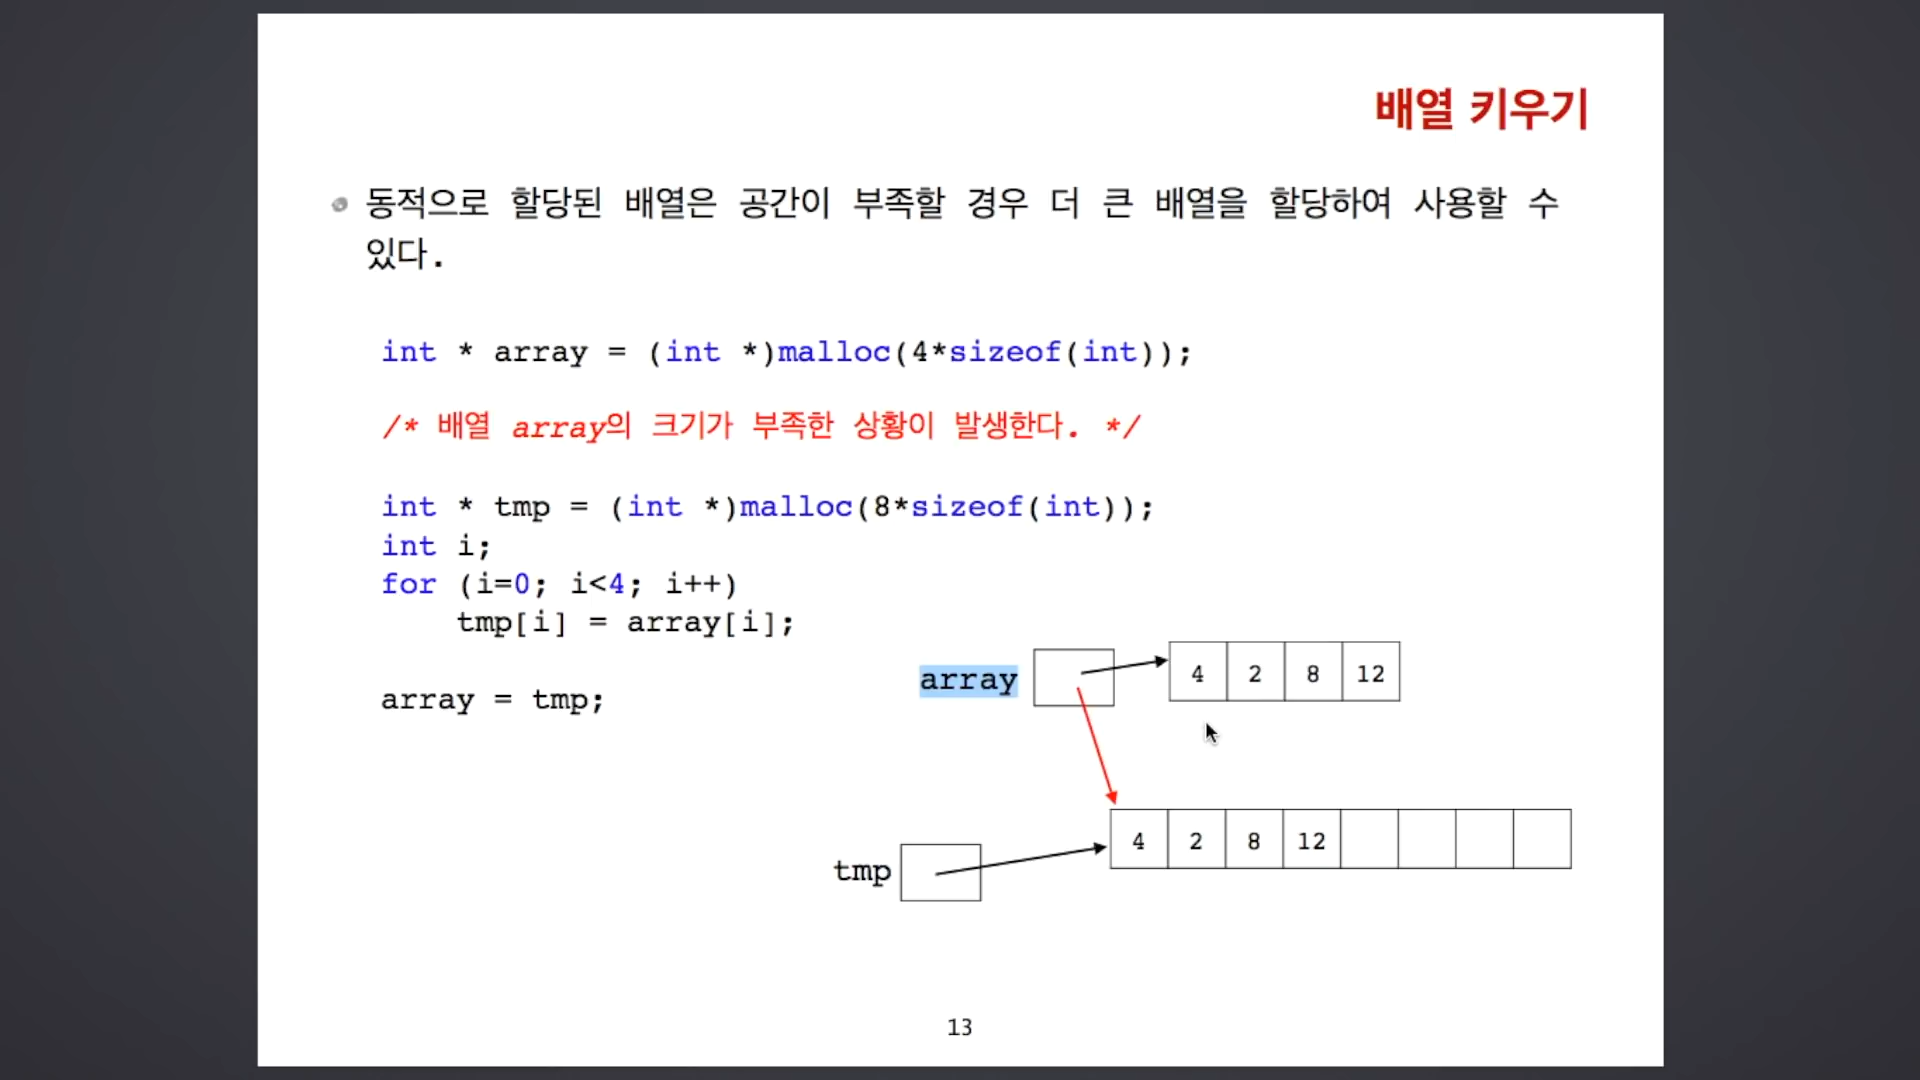 배열 키우기
동적으로 할당된 배열은 공간이 부족할 경우 더 큰 배열을 할당하여 사용할 수
있다.
int * array = (int *)malloc(4*sizeof(int));
/* 배열 array의 크기가 부족한 상황이 발생한다. */
int * tmp = (int *)malloc(8*sizeof(int));
int i;
for (i=0; i<4; i++)
tmp[i] = array[i];
array = tmp;
array
4 2 8 12
tmp
4 2 8 12
13